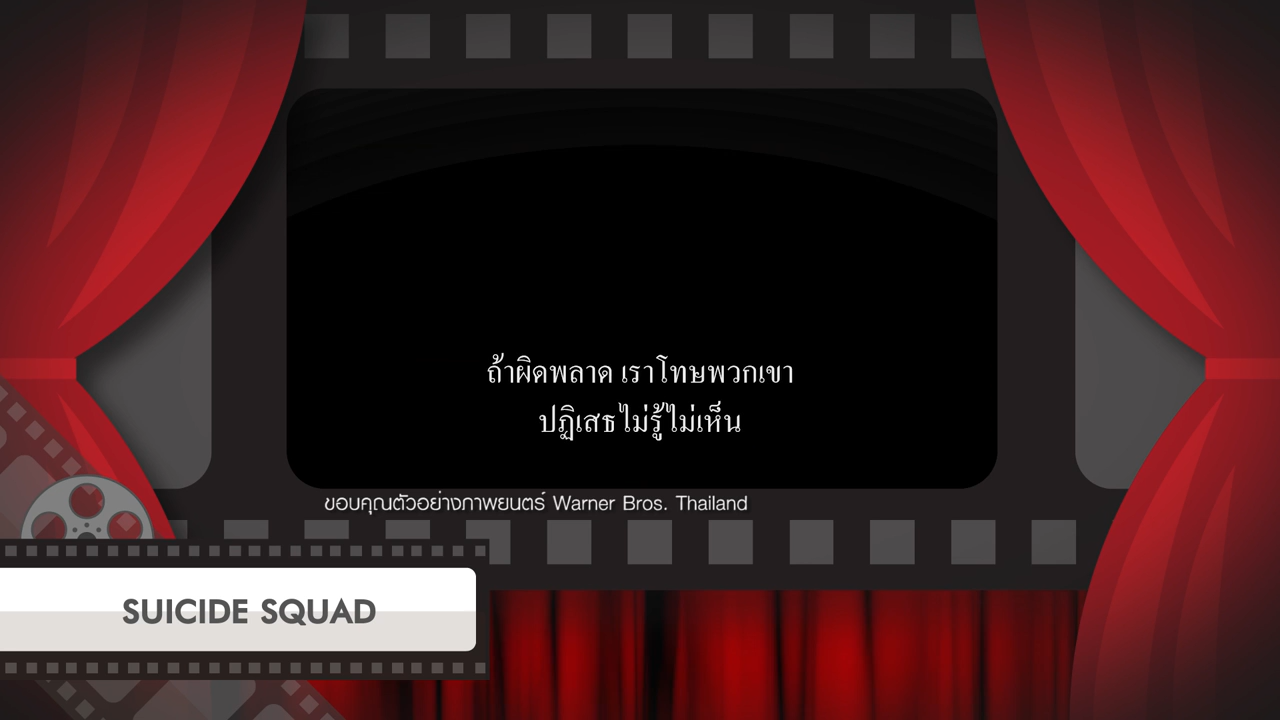 ถ้าผิดพลาด เราโทษพวกเขา
ปฏิเสธไม่รู้ไม่เห็น
ขอบคุณตัวอย่างภาพยนตร์ Warner Bros. Thailand
SUICIDE SQUAD